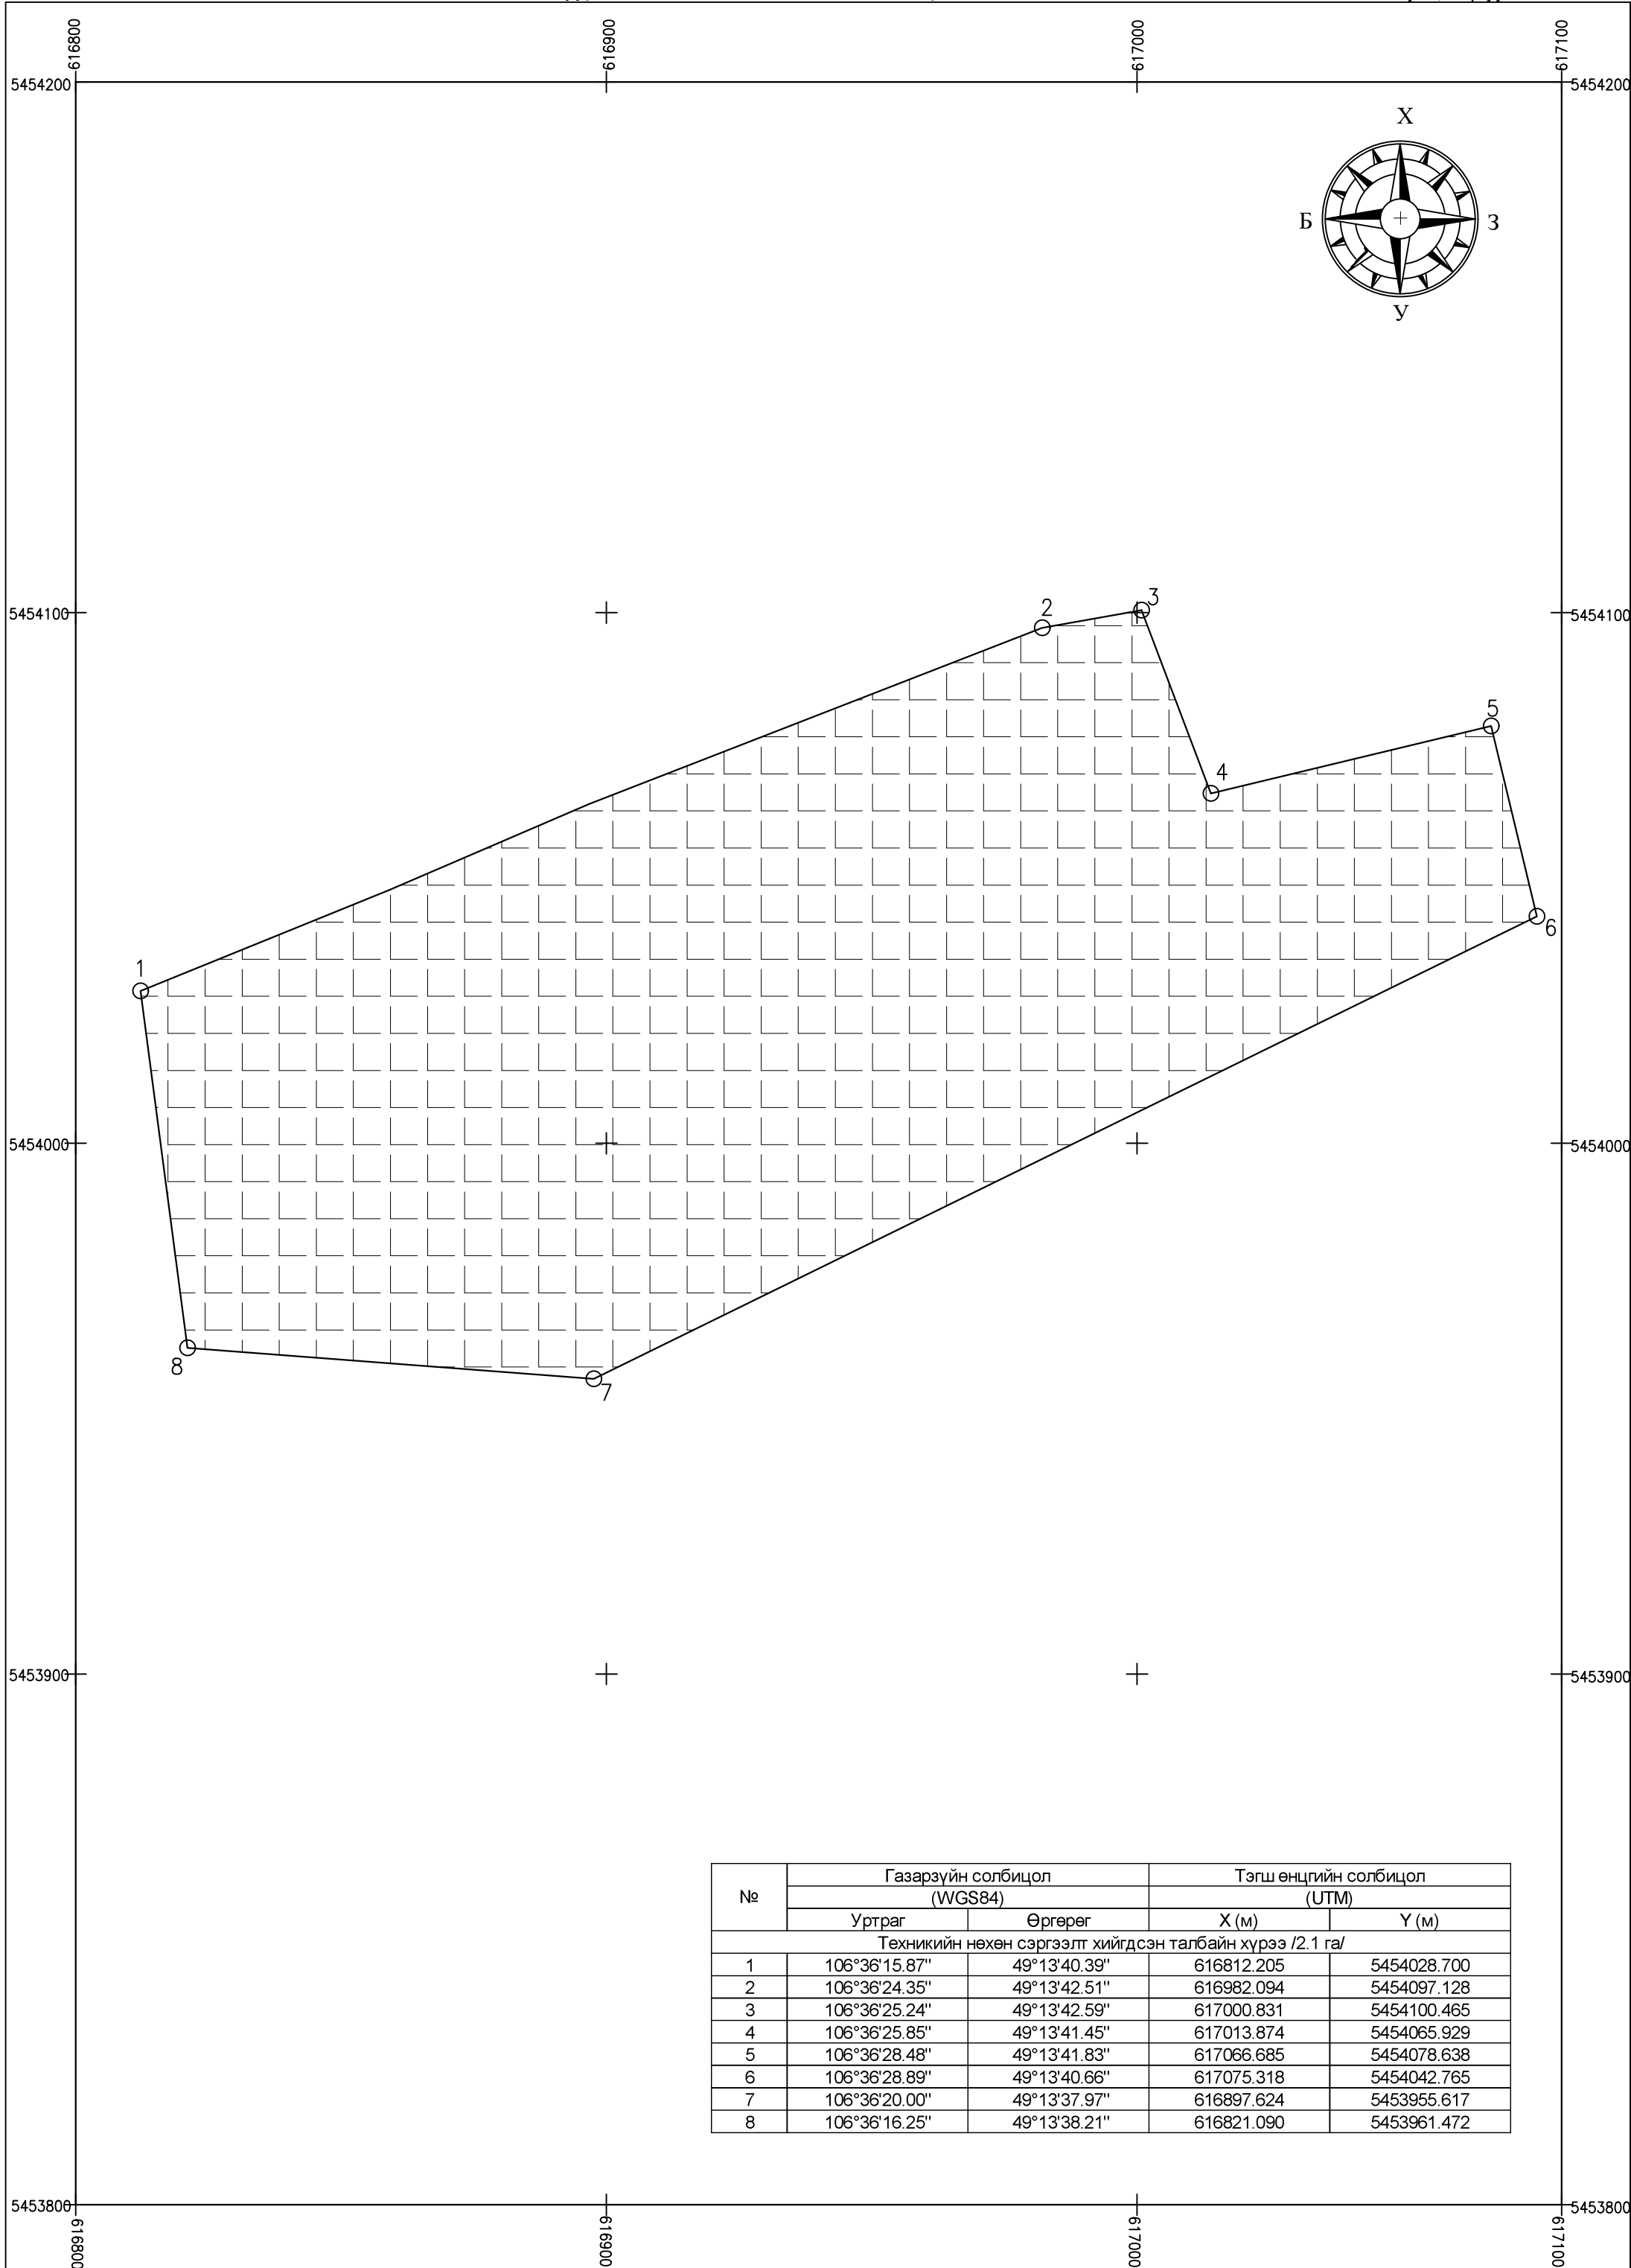 616800 616900 617000 617100
5454200 5454200
Х
Б З
У
5454100 5454100
2 3
5
4
6
1
5454000 5454000
8
7
5453900 5453900
№ Газарзүйн солбицол Тэгш өнцгийн солбицол
(WGS84) (UTM)
Уртраг Өргөрөг X (м) Y (м)
Техникийн нөхөн сэргээлт хийгдсэн талбайн хүрээ /2.1 га/
1 106°36'15.87" 49°13'40.39" 616812.205 5454028.700
2 106°36'24.35" 49°13'42.51" 616982.094 5454097.128
3 106°36'25.24" 49°13'42.59" 617000.831 5454100.465
4 106°36'25.85" 49°13'41.45" 617013.874 5454065.929
5 106°36'28.48" 49°13'41.83" 617066.685 5454078.638
6 106°36'28.89" 49°13'40.66" 617075.318 5454042.765
7 106°36'20.00" 49°13'37.97" 616897.624 5453955.617
8 106°36'16.25" 49°13'38.21" 616821.090 5453961.472
5453800 5453800
616800 616900 617000 617100